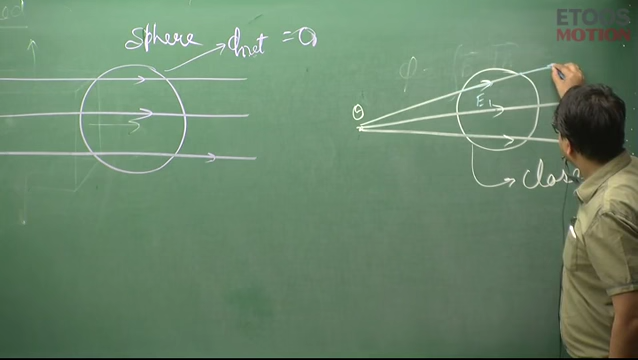 Sphere
ϕnet = 0
θ
E₁
clos
ETOOS
MOTION